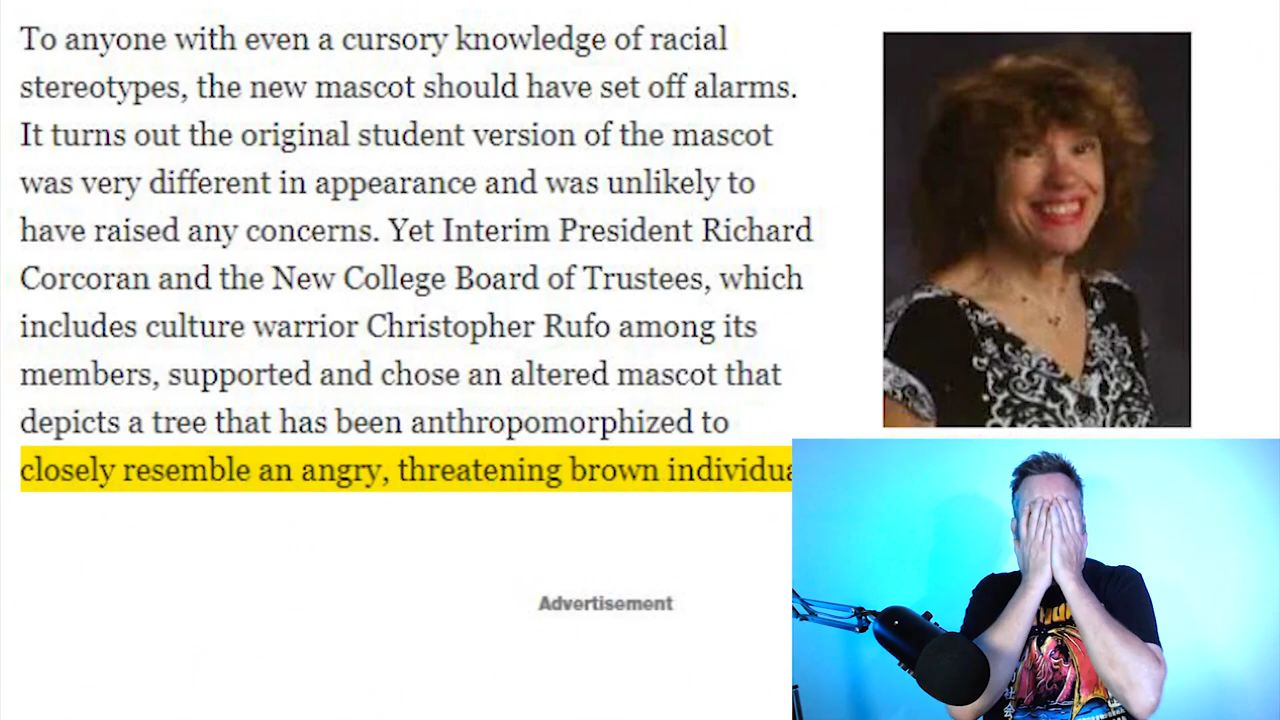 To anyone with even a cursory knowledge of racial
stereotypes, the new mascot should have set off alarms.
It turns out the original student version of the mascot
was very different in appearance and was unlikely to
have raised any concerns. Yet Interim President Richard
Corcoran and the New College Board of Trustees, which
includes culture warrior Christopher Rufo among its
members, supported and chose an altered mascot that
depicts a tree that has been anthropomorphized to
closely resemble an angry, threatening brown individua
Advertisement